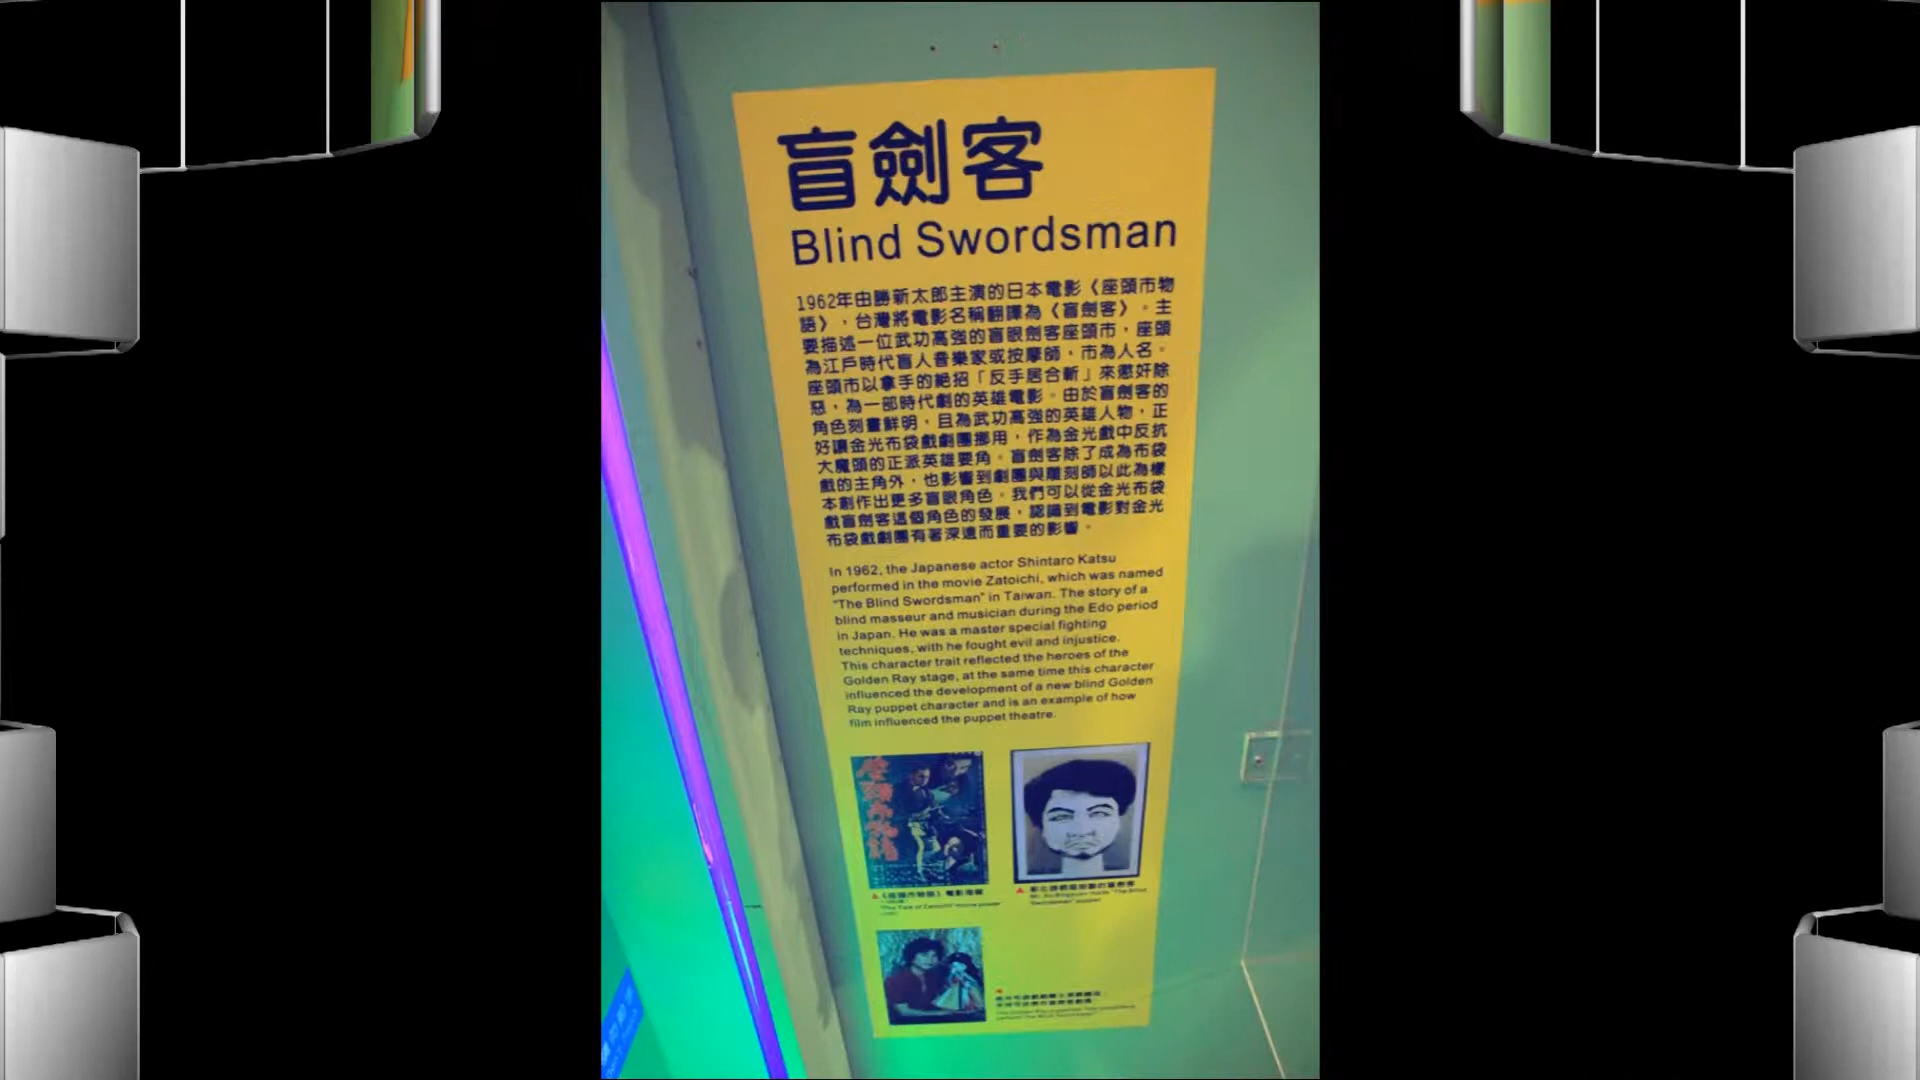 盲劍客
Blind Swordsman
1962年由勝新太郎主演的日本電影《座頭市物
語》，台灣將電影名稱翻譯為《盲劍客》。主
要描述一位武功高強的盲眼劍客座頭市，座頭
為江戶時代盲人音樂家或按摩師，市為人名。
座頭市以拿手的絕招「反手居合斬」來懲奸除
惡，為一部時代劇的英雄電影。由於盲劍客的
角色刻畫鮮明，且為武功高強的英雄人物，正
好讓金光布袋戲劇團挪用，作為金光戲中反抗
大魔頭的正派英雄要角。盲劍客除了成為布袋
戲的主角外，也影響到劇團與雕刻師以此為樣
本創作出更多盲眼角色。我們可以從金光布袋
戲盲劍客這個角色的發展，認識到電影對金光
布袋戲劇團有著深遠而重要的影響。
In 1962, the Japanese actor Shintaro Katsu
performed in the movie Zatoichi, which was named
"The Blind Swordsman" in Taiwan. The story of a
blind masseur and musician during the Edo period
in Japan. He was a master special fighting
techniques, with he fought evil and injustice.
This character trait reflected the heroes of the
Golden Ray stage, at the same time this character
influenced the development of a new blind Golden
Ray puppet character and is an example of how
film influenced the puppet theatre.
座頭市物語
《座頭市物語》電影海報
"The Tale of Zatoichi" movie poster
"The Blind
Swordsman" puppet